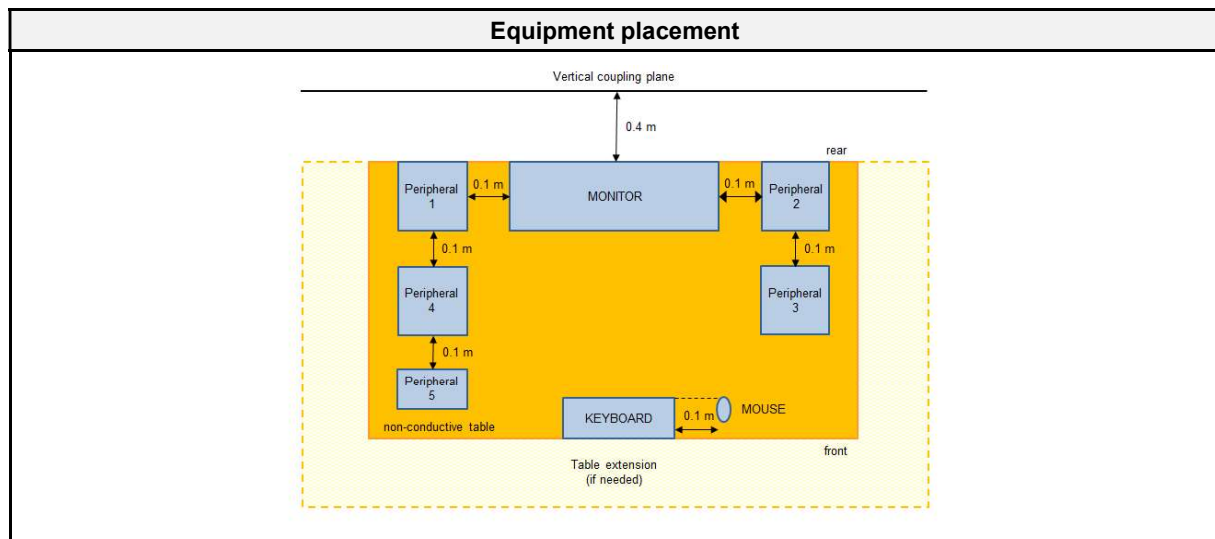 Equipment placement
Vertical coupling plane
0.4 m
rear
Peripheral
1
0.1 m
MONITOR
0.1 m
Peripheral
2
0.1 m
0.1 m
Peripheral
4
Peripheral
3
0.1 m
Peripheral
5
KEYBOARD
0.1 m
MOUSE
non-conductive table
front
Table extension
(if needed)